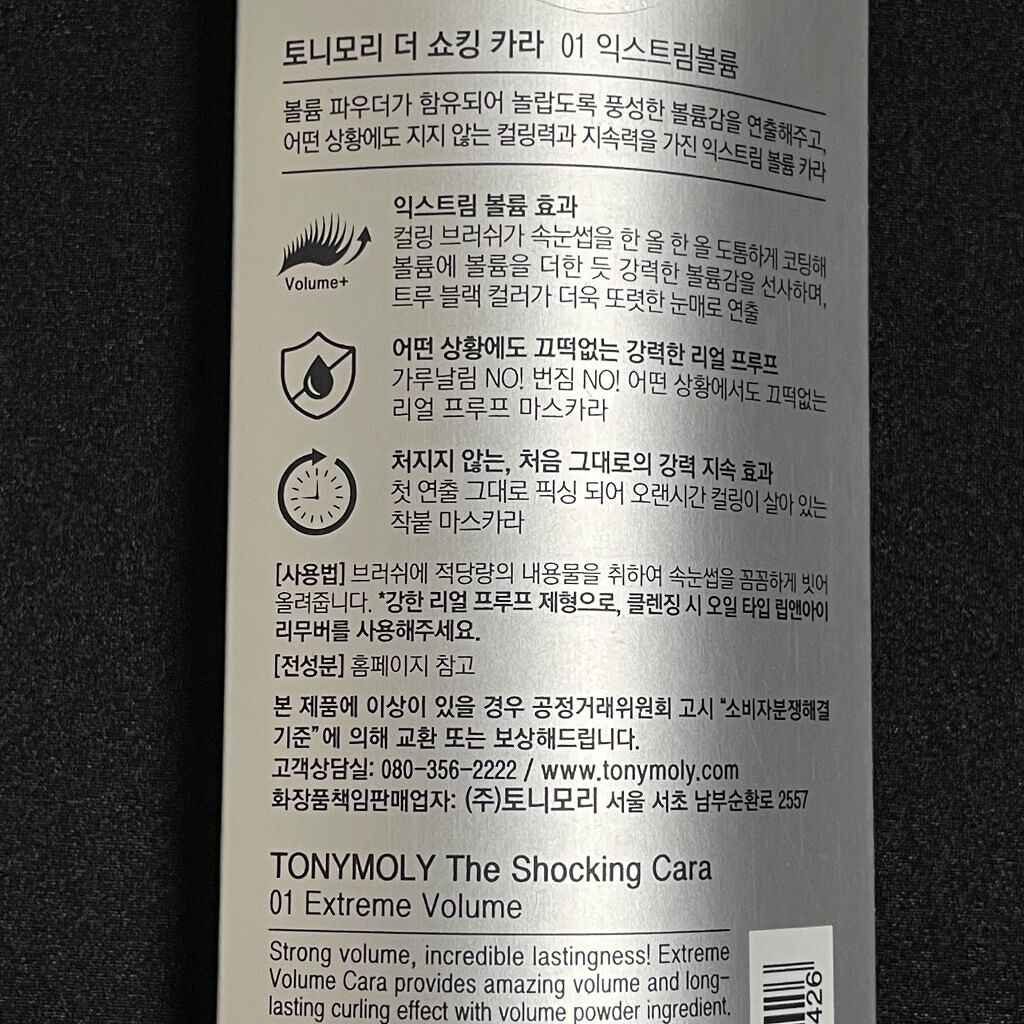 토니모리 더 쇼킹 카라 01 익스트림볼륨
볼륨 파우더가 함유되어 놀랍도록 풍성한 볼륨감을 연출해주고,
어떤 상황에도 지지 않는 컬링력과 지속력을 가진 익스트림 볼륨 카라
익스트림 볼륨 효과
컬링 브러쉬가 속눈썹을 한 올 한 올 도톰하게 코팅해
볼륨에 볼륨을 더한 듯 강력한 볼륨감을 선사하며,
트루 블랙 컬러가 더욱 또렷한 눈매로 연출
Volume+
어떤 상황에도 끄떡없는 강력한 리얼 프루프
가루날림 NO! 번짐 NO! 어떤 상황에서도 끄떡없는
리얼 프루프 마스카라
처지지 않는, 처음 그대로의 강력 지속 효과
첫 연출 그대로 픽싱 되어 오랜시간 컬링이 살아 있는
착붙 마스카라
[사용법] 브러쉬에 적당량의 내용물을 취하여 속눈썹을 꼼꼼하게 빗어
올려줍니다. *강한 리얼 프루프 제형으로, 클렌징 시 오일 타입 립앤아이
리무버를 사용해주세요.
[전성분] 홈페이지 참고
본 제품에 이상이 있을 경우 공정거래위원회 고시 “소비자분쟁해결
기준”에 의해 교환 또는 보상해드립니다.
고객상담실: 080-356-2222 / www.tonymoly.com
화장품책임판매업자: (주)토니모리 서울 서초 남부순환로 2557
TONYMOLY The Shocking Cara
01 Extreme Volume
Strong volume, incredible lastingness! Extreme
Volume Cara provides amazing volume and long-
lasting curling effect with volume powder ingredient.
426